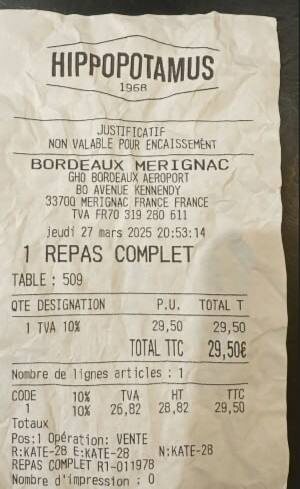 HIPPOPOTAMUS
1968
JUSTIFICATIF
NON VALABLE POUR ENCAISSEMENT
BORDEAUX MERIGNAC
GHO BORDEAUX AEROPORT
80 AVENUE KENNENDY
33700 MERIGNAC FRANCE FRANCE
TVA FR70 319 280 611
jeudi 27 mars 2025 20:53:14
1 REPAS COMPLET
TABLE : 509
QTE DESIGNATION P.U. TOTAL T
1 TVA 10% 29,50 29,50
TOTAL TTC 29,50€
Nombre de lignes articles : 1
CODE 10% TVA HT TTC
1 10% 26,82 28,82 29,50
Totaux
Pos:1 Opération: VENTE
R:KATE-28 E:KATE-28 N:KATE-28
REPAS COMPLET R1-011978
Nombre d'impression : 0